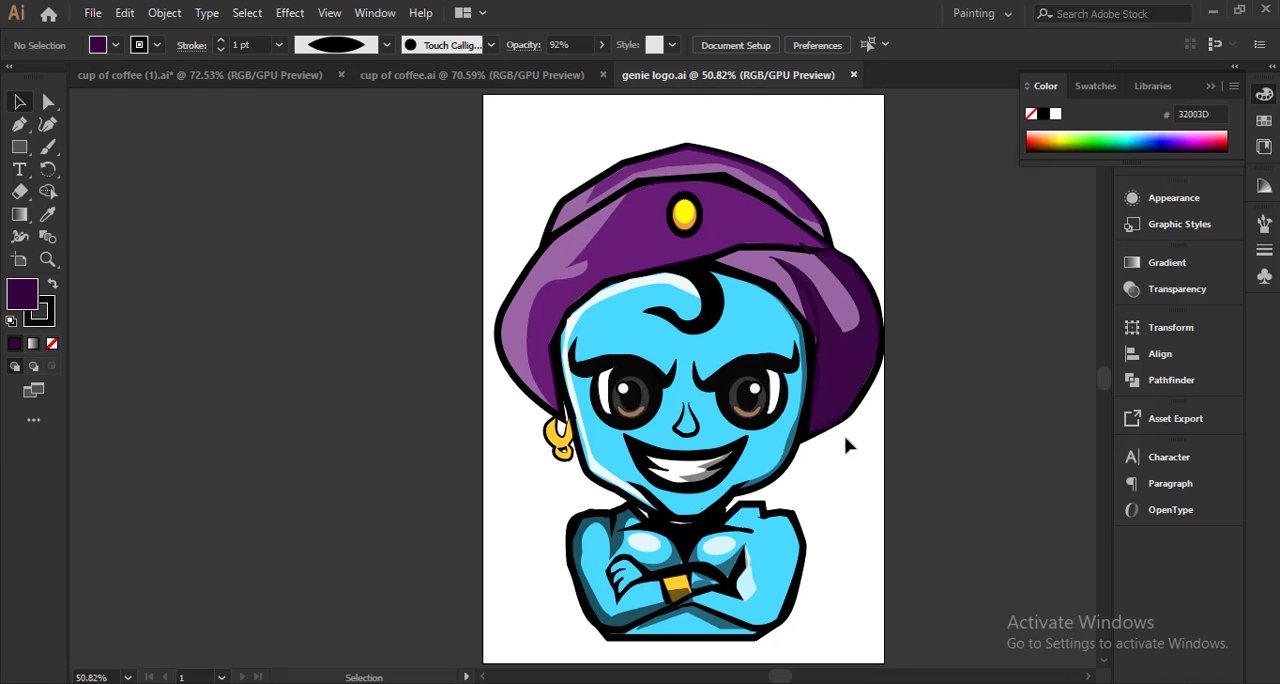 Ai File Edit Object Type Select Effect View Window Help Painting Search Adobe Stock
No Selection Stroke: 1 pt Touch Callig... Opacity: 92% Style: Document Setup Preferences
cup of coffee (1).ai* @ 72.53% (RGB/GPU Preview) cup of coffee.ai @ 70.59% (RGB/GPU Preview) genie logo.ai @ 50.82% (RGB/GPU Preview)
Color Swatches Libraries
# 32003D
Appearance
Graphic Styles
Gradient
Transparency
Transform
Align
Pathfinder
Asset Export
Character
Paragraph
OpenType
Activate Windows
Go to Settings to activate Windows.
50.82% 1 Selection